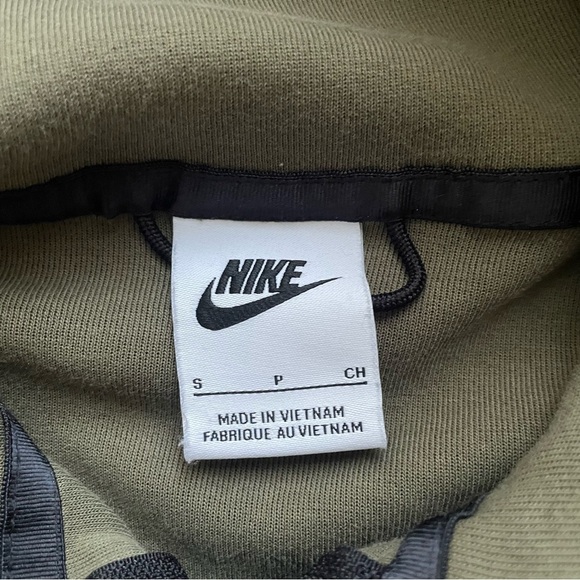 NIKE
S P CH
MADE IN VIETNAM
FABRIQUE AU VIETNAM